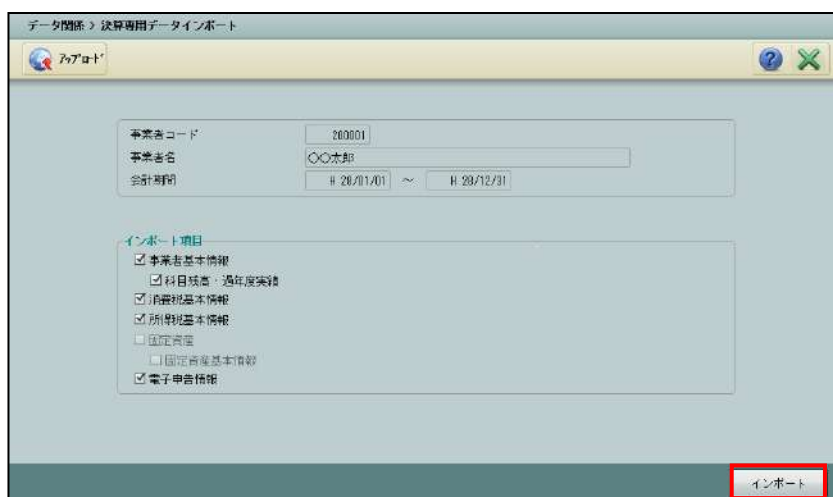 データ関係 > 決算専用データインポート
ｱｯﾌﾟﾛｰﾄﾞ
事業者コード 200001
事業者名 〇〇太郎
会計期間 H 28/01/01 ～ H 28/12/31
インポート項目
事業者基本情報
科目残高・過年度実績
消費税基本情報
所得税基本情報
固定資産
固定資産基本情報
電子申告情報
インポート